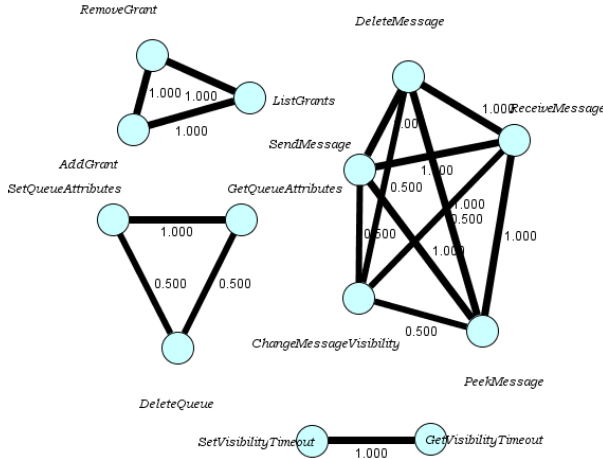 RemoveGrant
DeleteMessage
1.000
1.000
ListGrants
1.000
AddGrant
1.000
ReceiveMessage
1.00
SendMessage
1.000
0.500
1.000
0.500
0.500
1.000
1.000
SetQueueAttributes
GetQueueAttributes
1.000
0.500
0.500
ChangeMessageVisibility
0.500
PeekMessage
DeleteQueue
SetVisibilityTimeout
GetVisibilityTimeout
1.000